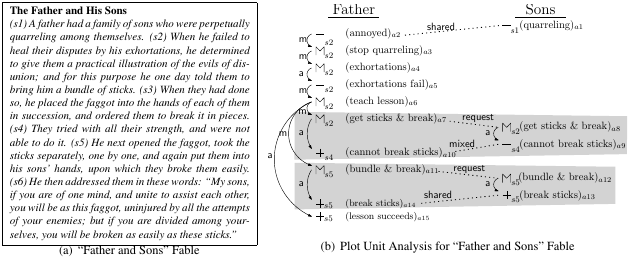 The Father and His Sons
(s1) A father had a family of sons who were perpetually
quarreling among themselves. (s2) When he failed to
heal their disputes by his exhortations, he determined
to give them a practical illustration of the evils of dis-
union; and for this purpose he one day told them to
bring him a bundle of sticks. (s3) When they had done
so, he placed the faggot into the hands of each of them
in succession, and ordered them to break it in pieces.
(s4) They tried with all their strength, and were not
able to do it. (s5) He next opened the faggot, took the
sticks separately, one by one, and again put them into
his sons' hands, upon which they broke them easily.
(s6) He then addressed them in these words: "My sons,
if you are of one mind, and unite to assist each other,
you will be as this faggot, uninjured by all the attempts
of your enemies; but if you are divided among your-
selves, you will be broken as easily as these sticks."
(a) "Father and Sons" Fable
Father Sons
shared
− s2 (annoyed)a2 − s1 (quarreling)a1
m
M s2 (stop quarreling)a3
a
M s2 (exhortations)a4
m
− s2 (exhortations fail)a5
a
M s2 (teach lesson)a6
m
M s2 (get sticks & break)a7 request M s2 (get sticks & break)a8
m a a
+ s4 (cannot break sticks)a10 mixed − s4 (cannot break sticks)a9
a
M s5 (bundle & break)a11 request M s5 (bundle & break)a12
a a
+ s5 (break sticks)a14 shared + s5 (break sticks)a13
+ s5 (lesson succeeds)a15
(b) Plot Unit Analysis for "Father and Sons" Fable